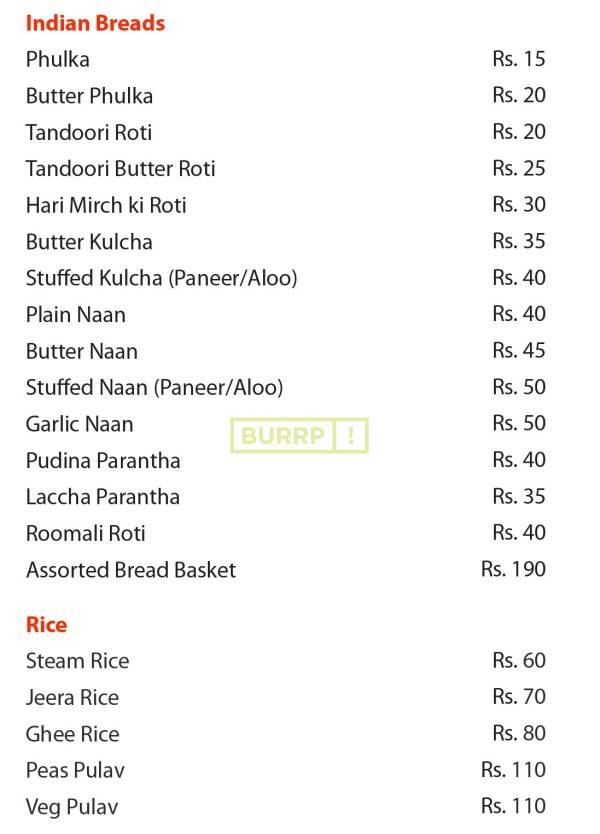 Indian Breads
Phulka Rs. 15
Butter Phulka Rs. 20
Tandoori Roti Rs. 20
Tandoori Butter Roti Rs. 25
Hari Mirch ki Roti Rs. 30
Butter Kulcha Rs. 35
Stuffed Kulcha (Paneer/Aloo) Rs. 40
Plain Naan Rs. 40
Butter Naan Rs. 45
Stuffed Naan (Paneer/Aloo) Rs. 50
Garlic Naan Rs. 50
BURRP !
Pudina Parantha Rs. 40
Laccha Parantha Rs. 35
Roomali Roti Rs. 40
Assorted Bread Basket Rs. 190
Rice
Steam Rice Rs. 60
Jeera Rice Rs. 70
Ghee Rice Rs. 80
Peas Pulav Rs. 110
Veg Pulav Rs. 110